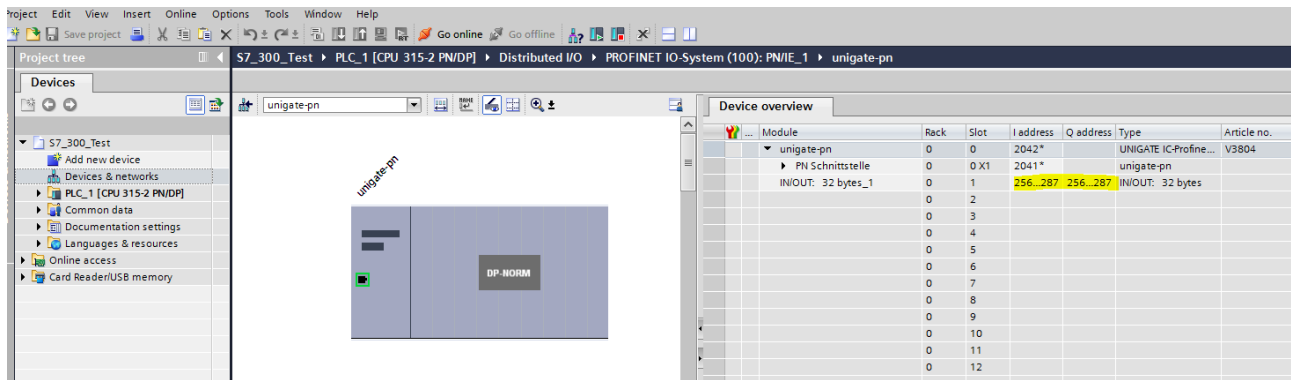 Project Edit View Insert Online Options Tools Window Help
Save project Go online Go offline
Project tree S7_300_Test PLC_1 [CPU 315-2 PN/DP] Distributed I/O PROFINET IO-System (100): PN/IE_1 unigate-pn
Devices
unigate-pn
Device overview
... Module Rack Slot I address Q address Type Article no.
unigate-pn 0 0 2042* UNIGATE IC-Profine... V3804
PN Schnittstelle 0 0 X1 2041* unigate-pn
IN/OUT: 32 bytes_1 0 1 256...287 256...287 IN/OUT: 32 bytes
0 2
0 3
0 4
0 5
0 6
0 7
0 8
0 9
0 10
0 11
0 12
S7_300_Test
Add new device
Devices & networks
PLC_1 [CPU 315-2 PN/DP]
Common data
Documentation settings
Languages & resources
Online access
Card Reader/USB memory
unigate-pn
DP-NORM